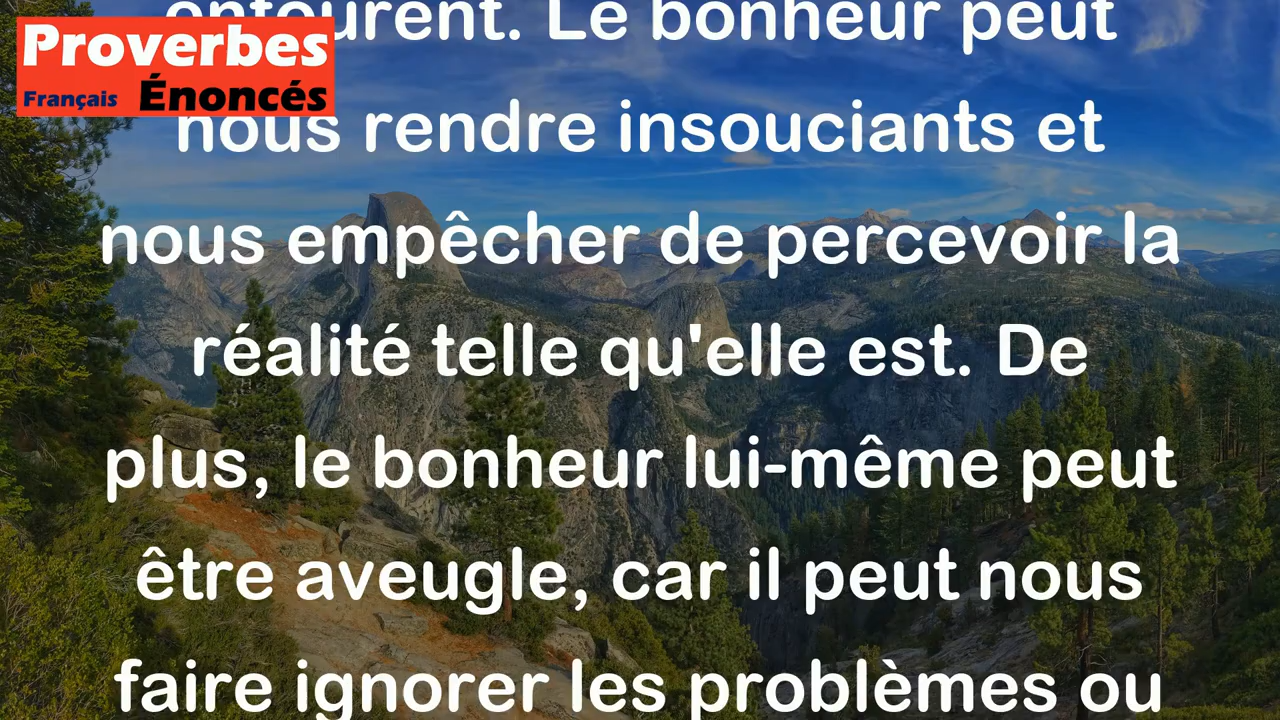 Proverbes
Français Énoncés
entourent. Le bonheur peut
nous rendre insouciants et
nous empêcher de percevoir la
réalité telle qu'elle est. De
plus, le bonheur lui-même peut
être aveugle, car il peut nous
faire ignorer les problèmes ou